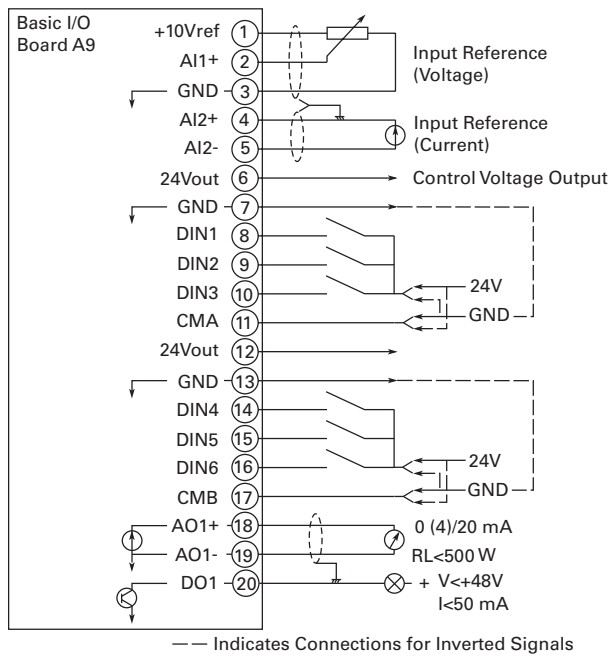 Basic I/O
Board A9
+10Vref 1
AI1+ 2
GND 3
Input Reference
(Voltage)
AI2+ 4
AI2- 5
Input Reference
(Current)
24Vout 6 Control Voltage Output
GND 7
DIN1 8
DIN2 9
DIN3 10 24V
CMA 11 GND
24Vout 12
GND 13
DIN4 14
DIN5 15
DIN6 16 24V
CMB 17 GND
AO1+ 18 0 (4)/20 mA
AO1- 19 RL<500 W
DO1 20 + V<+48V
I<50 mA
Indicates Connections for Inverted Signals